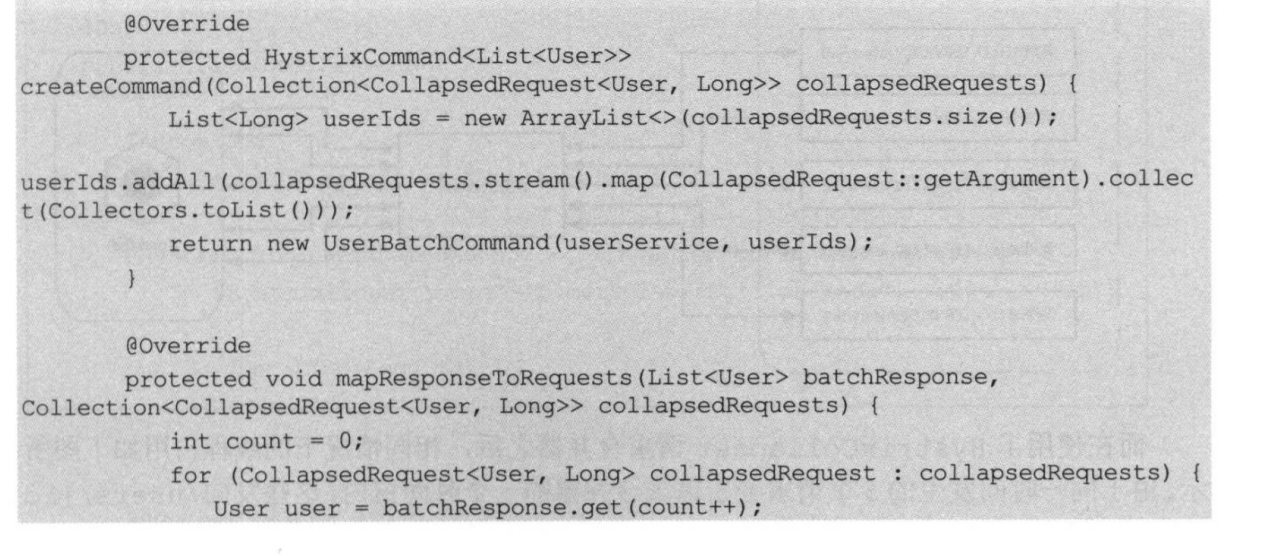 @Override
protected HystrixCommand<List<User>>
createCommand(Collection<CollapsedRequest<User, Long>> collapsedRequests) {
List<Long> userIds = new ArrayList<>(collapsedRequests.size());
userIds.addAll(collapsedRequests.stream().map(CollapsedRequest::getArgument).collec
t(Collectors.toList()));
return new UserBatchCommand(userService, userIds);
}
@Override
protected void mapResponseToRequests(List<User> batchResponse,
Collection<CollapsedRequest<User, Long>> collapsedRequests) {
int count = 0;
for (CollapsedRequest<User, Long> collapsedRequest : collapsedRequests) {
User user = batchResponse.get(count++);